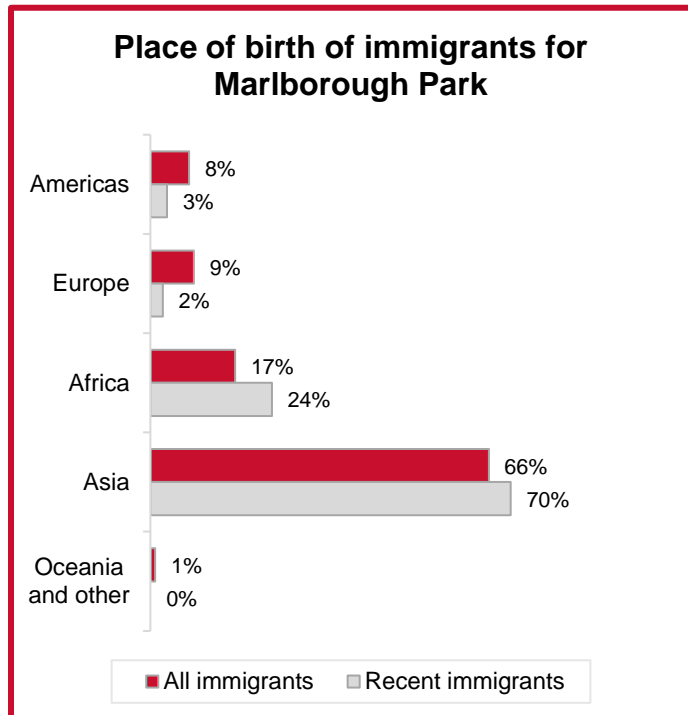 Place of birth of immigrants for
Marlborough Park
Americas
8%
3%
Europe
9%
2%
Africa
17%
24%
Asia
66%
70%
Oceania
and other
1%
0%
All immigrants
Recent immigrants